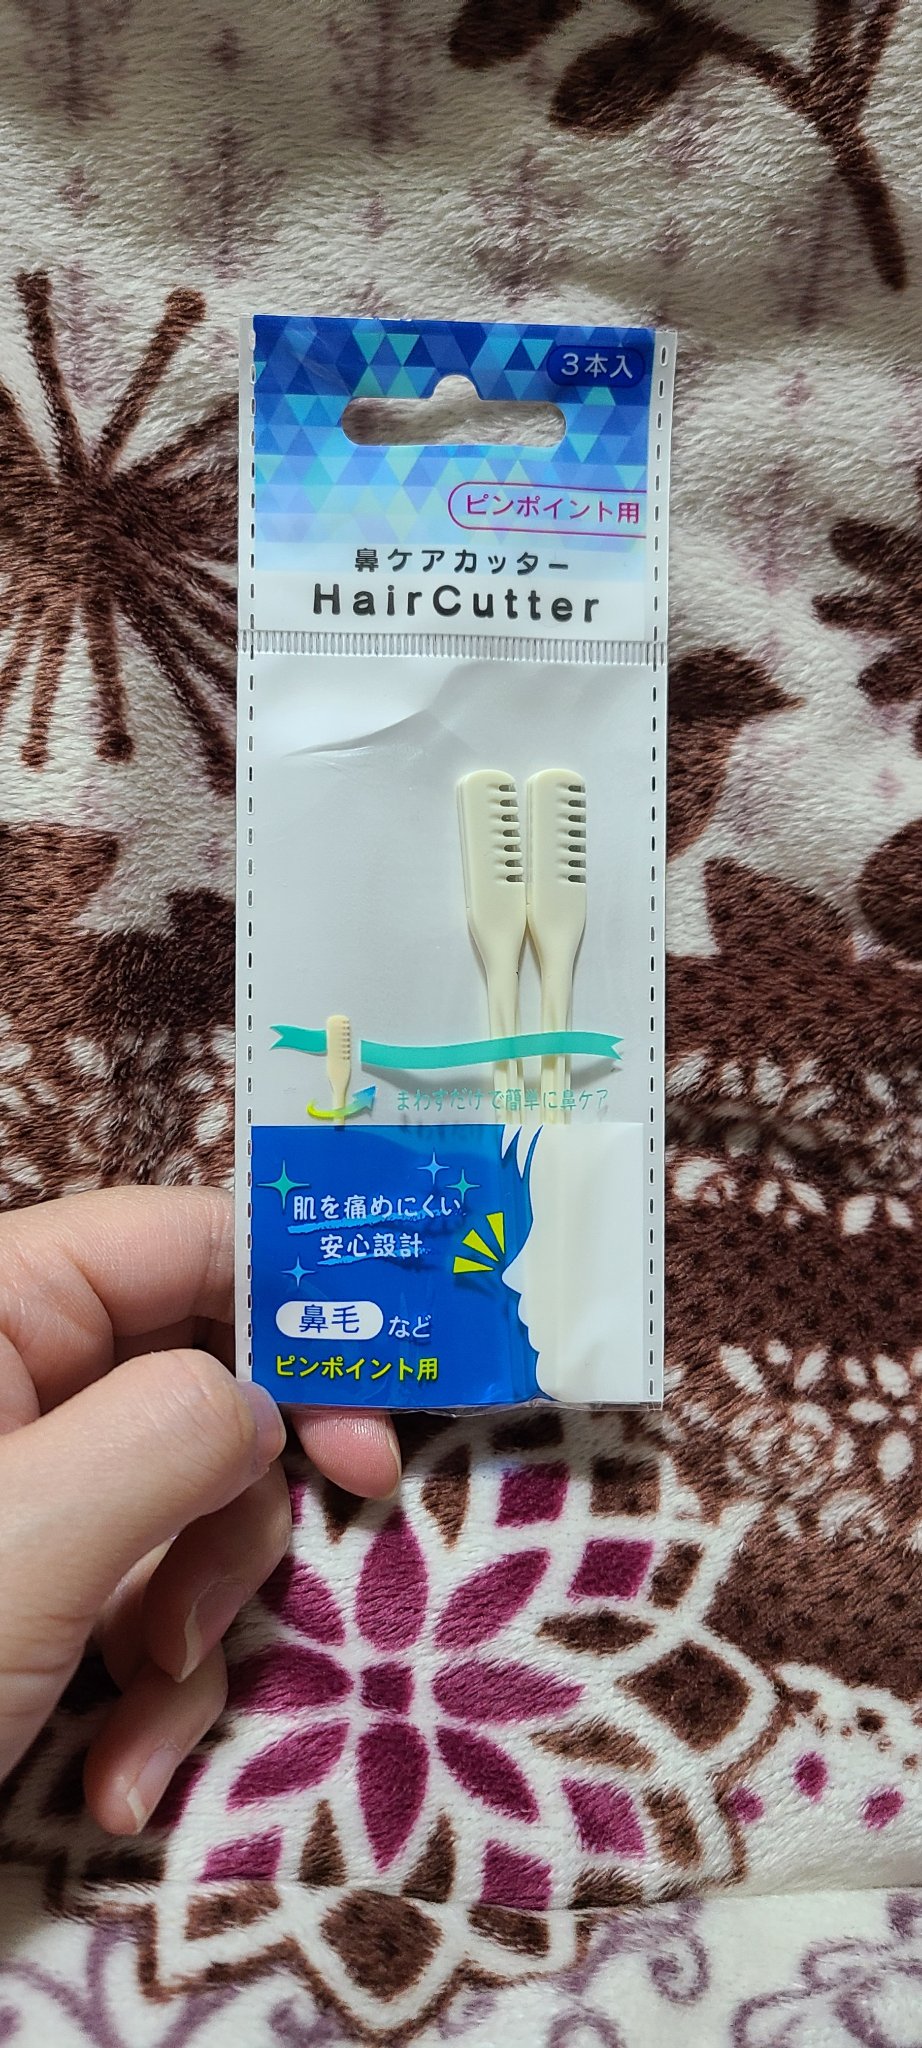 3本入
ピンポイント用
鼻ケアカッター
HairCutter
まわすだけで簡単に鼻ケア
肌を痛めにくい
安心設計
鼻毛 など
ピンポイント用